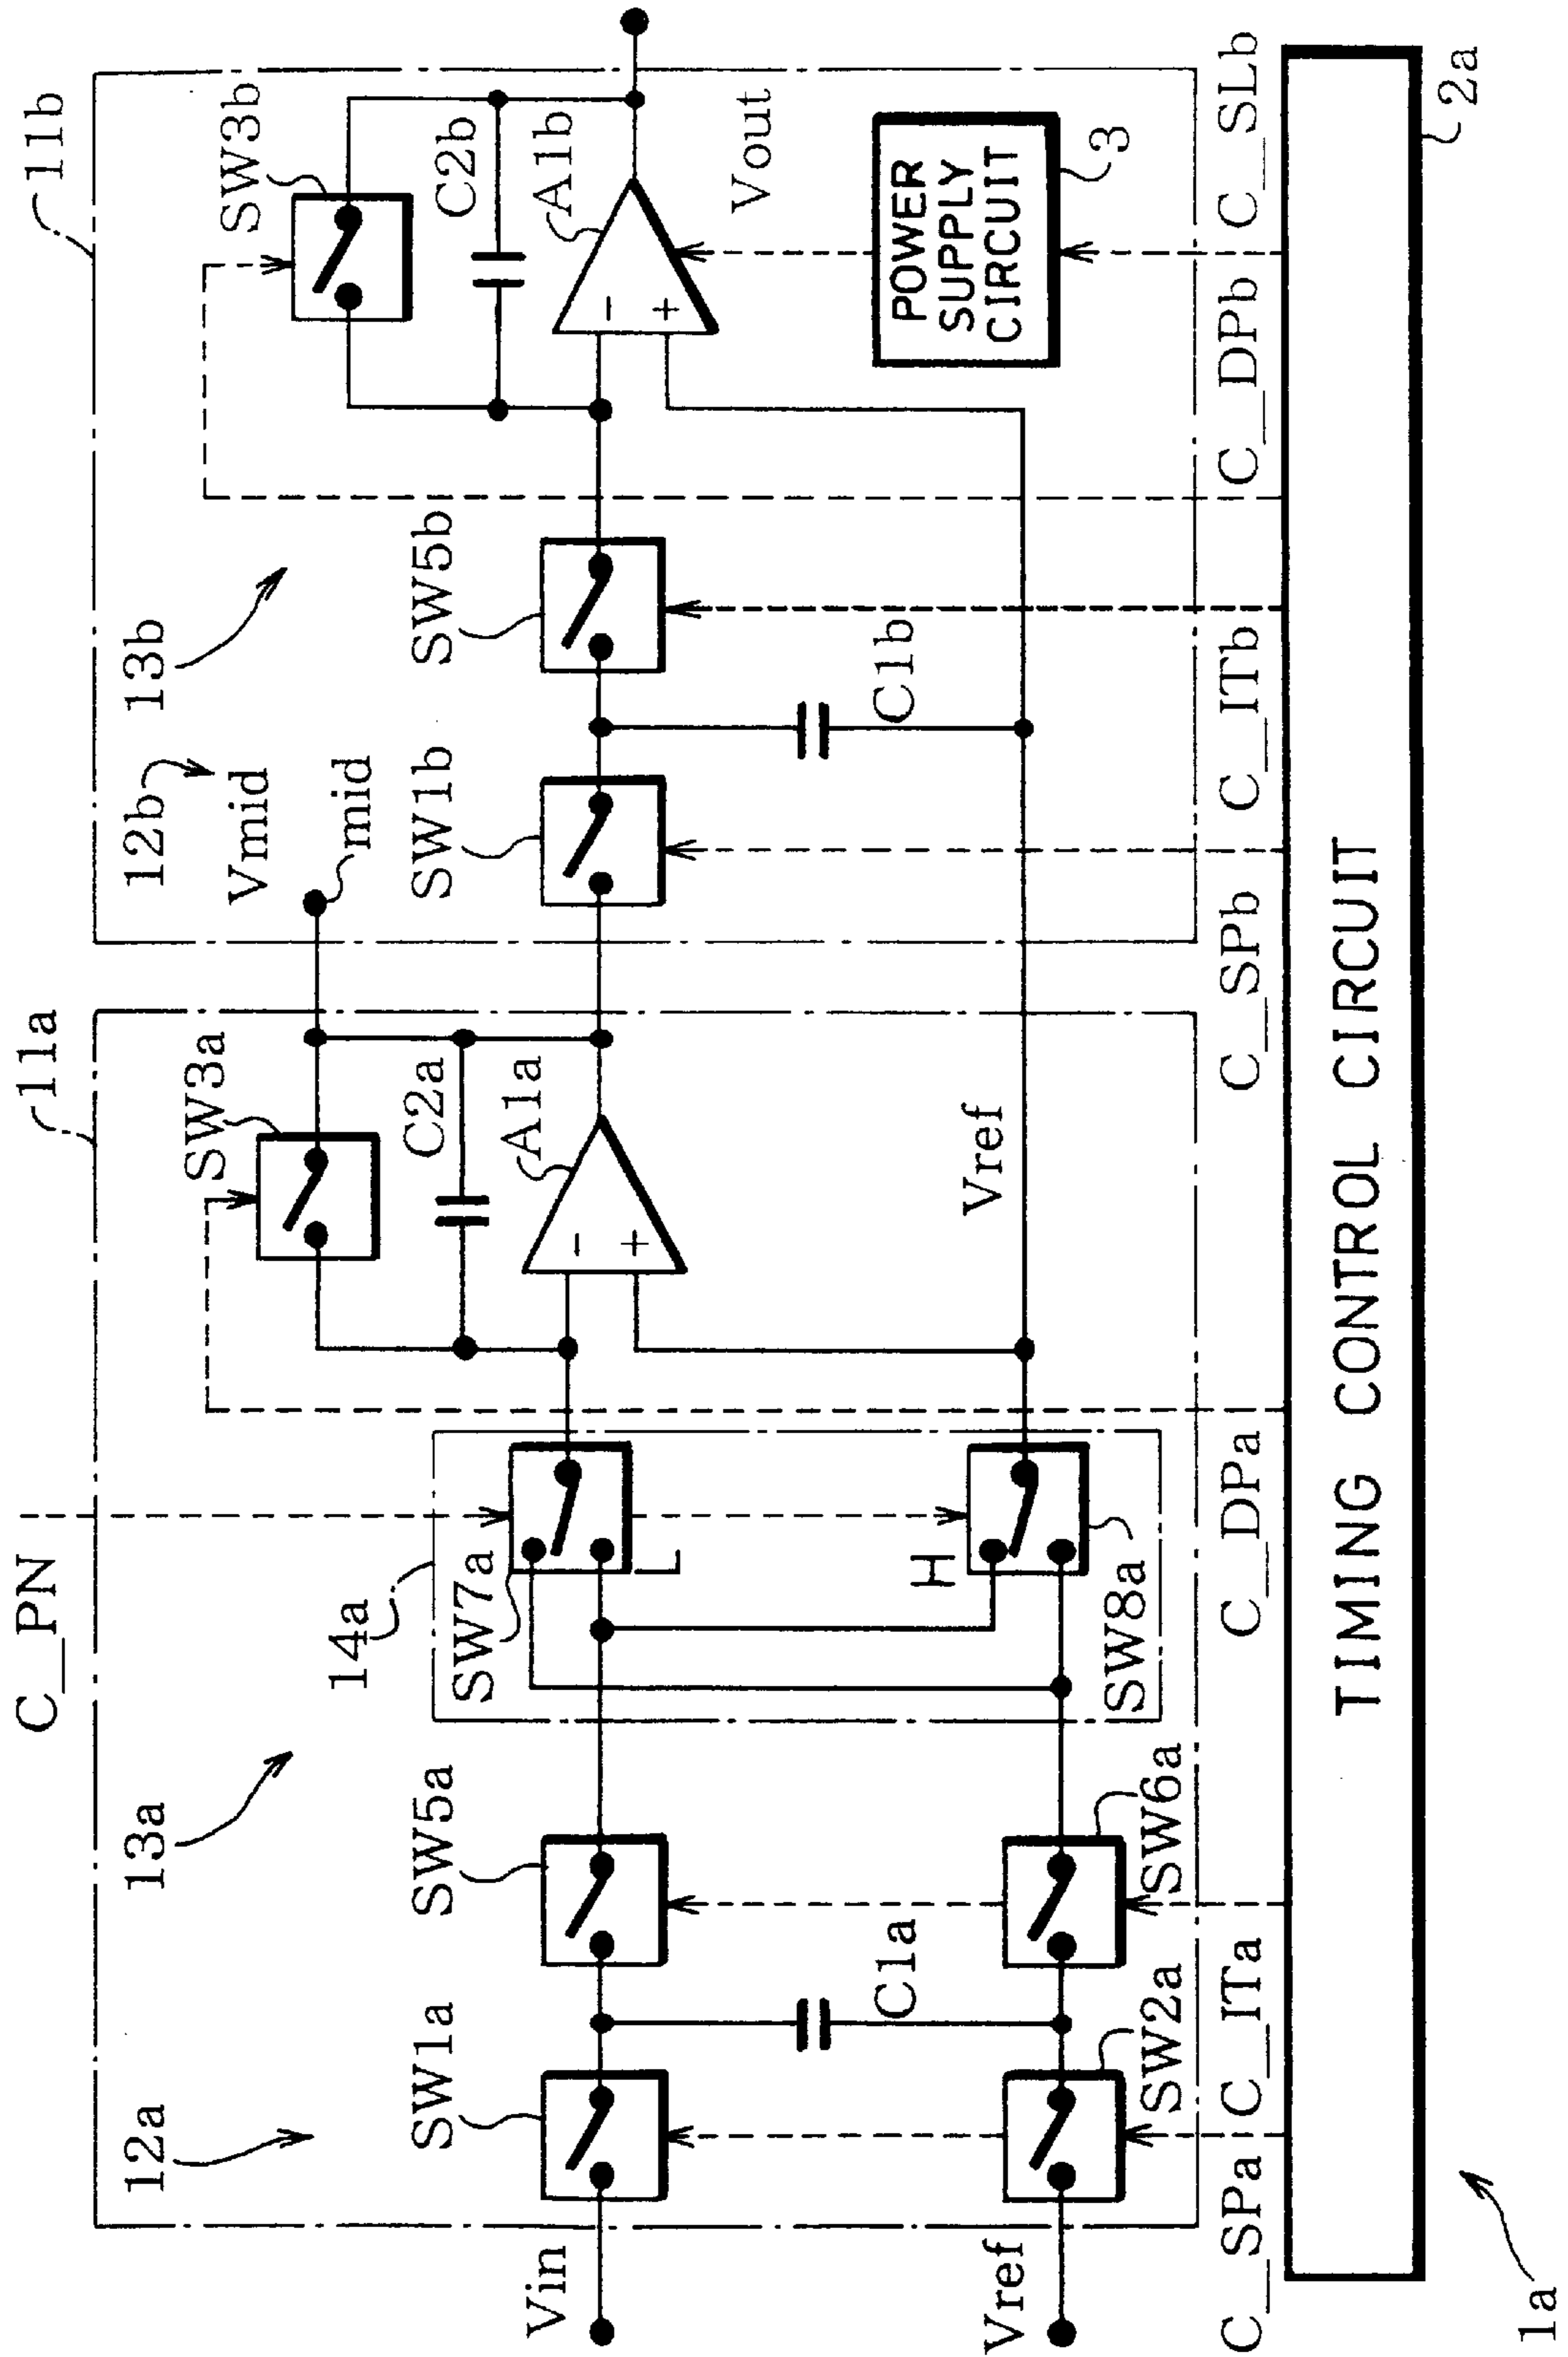 C_PN
11a
11b
12a
13a
14a
SW3a
C2a
A1a
12b
Vmid
mid
13b
SW3b
C2b
A1b
SW1a
SW5a
SW7a
L
−
+
SW1b
SW5b
−
+
Vin
C1a
H
C1b
Vout
Vref
SW2a
SW6a
SW8a
Vref
POWER
SUPPLY
CIRCUIT
3
C_SPa
C_ITa
C_DPa
C_SPb
C_ITb
C_DPb
C_SLb
TIMING CONTROL CIRCUIT
2a
1a